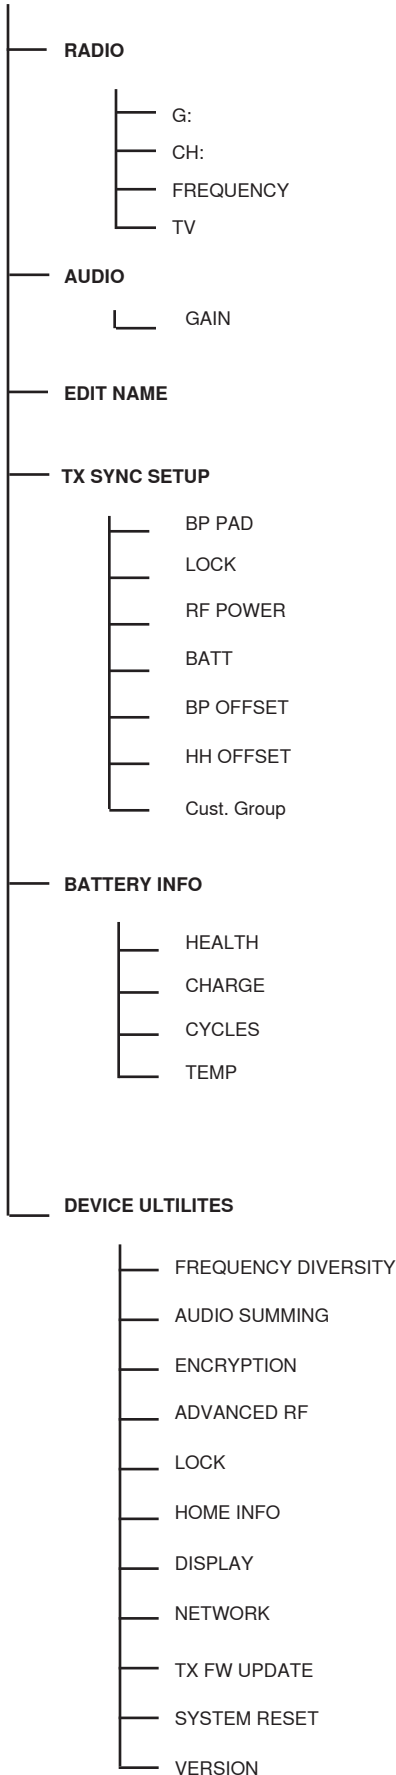 RADIO
G:
CH:
FREQUENCY
TV
AUDIO
GAIN
EDIT NAME
TX SYNC SETUP
BP PAD
LOCK
RF POWER
BATT
BP OFFSET
HH OFFSET
Cust. Group
BATTERY INFO
HEALTH
CHARGE
CYCLES
TEMP
DEVICE ULTILITES
FREQUENCY DIVERSITY
AUDIO SUMMING
ENCRYPTION
ADVANCED RF
LOCK
HOME INFO
DISPLAY
NETWORK
TX FW UPDATE
SYSTEM RESET
VERSION